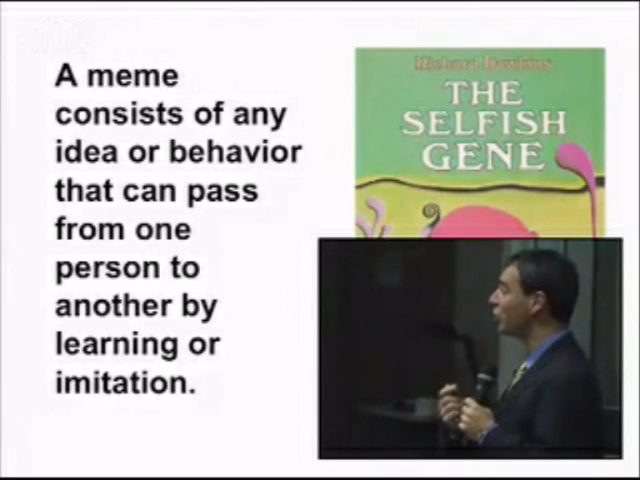 A meme
consists of any
idea or behavior
that can pass
from one
person to
another by
learning or
imitation.
Richard Dawkins
THE
SELFISH
GENE